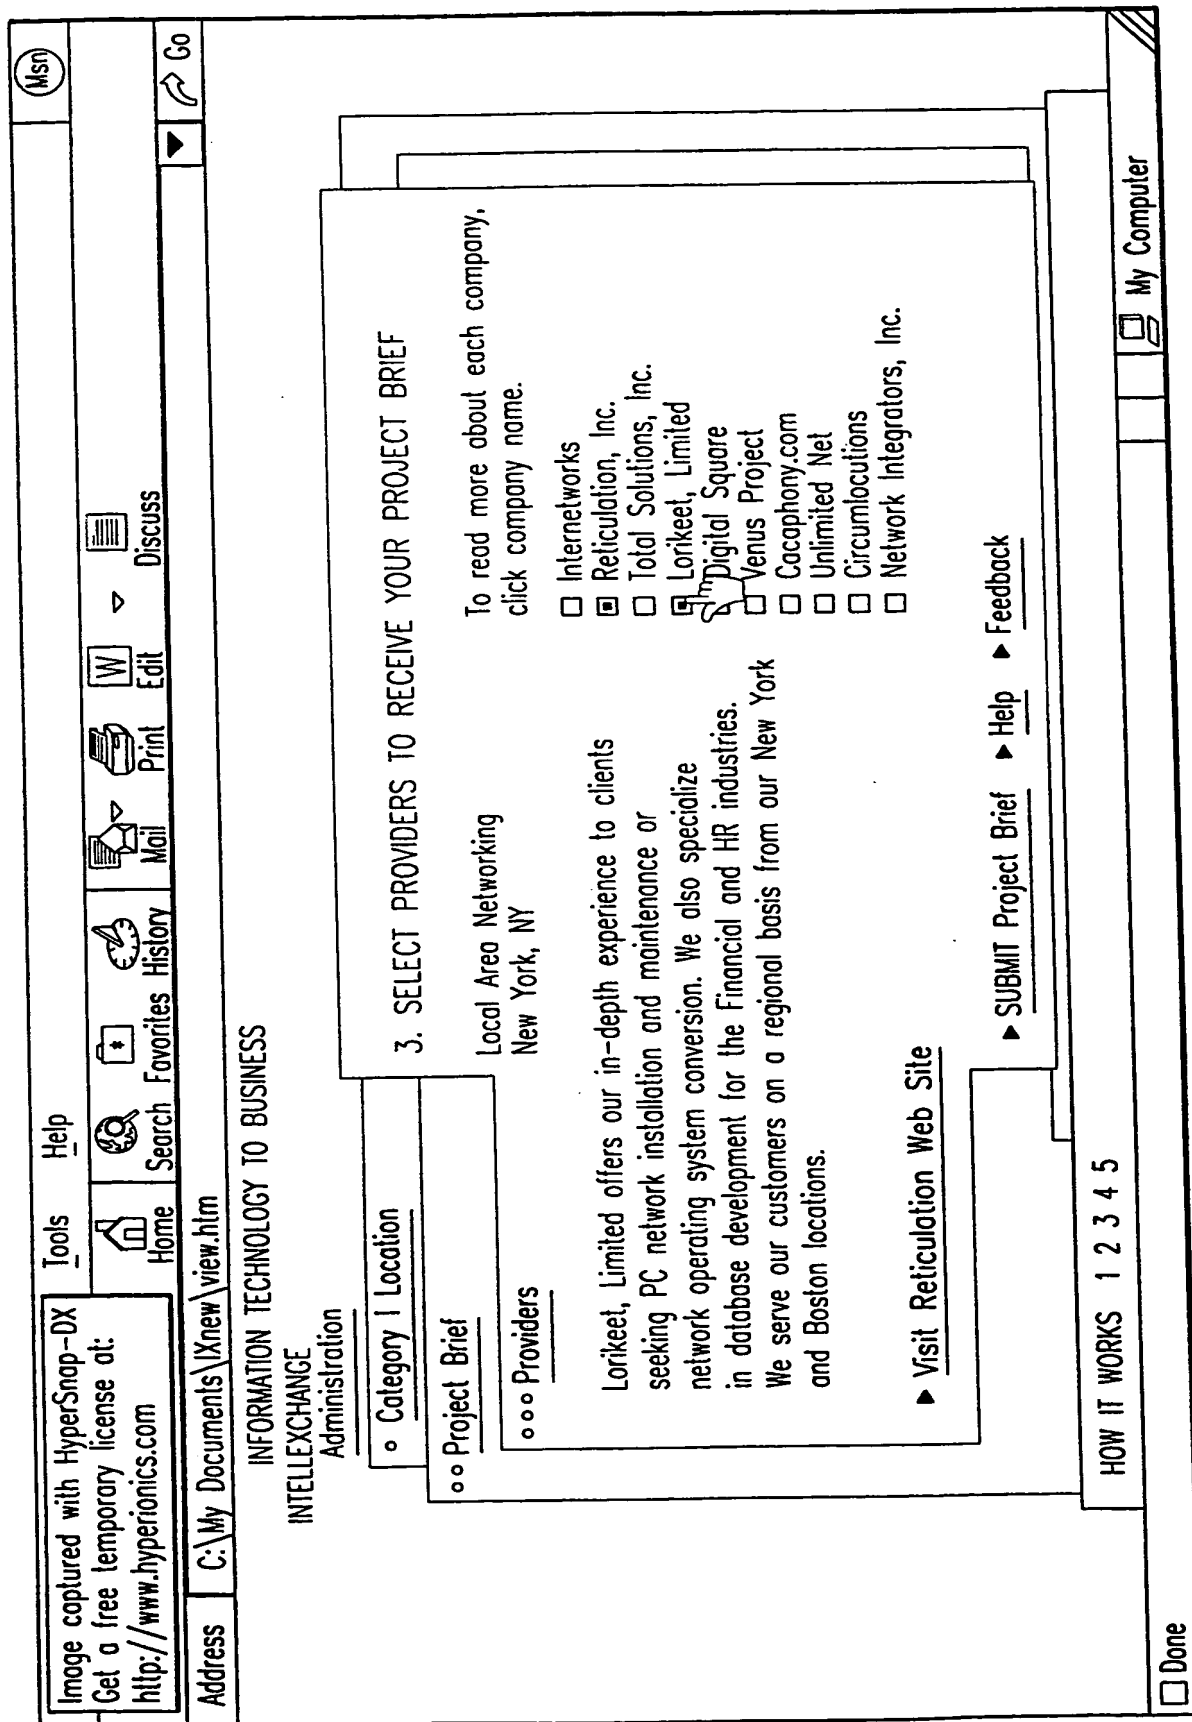 Image captured with HyperSnap-DX
Get a free temporary license at:
http://www.hyperionics.com
Tools Help
Msn
Home Search Favorites History Mail Print Edit Discuss
W
Address C:\My Documents\IXnew\view.htm Go
INFORMATION TECHNOLOGY TO BUSINESS
INTELLEXCHANGE
Administration
Category | Location
Project Brief
Providers
3. SELECT PROVIDERS TO RECEIVE YOUR PROJECT BRIEF
Local Area Networking
New York, NY
Lorikeet, Limited offers our in-depth experience to clients
seeking PC network installation and maintenance or
network operating system conversion. We also specialize
in database development for the Financial and HR industries.
We serve our customers on a regional basis from our New York
and Boston locations.
Visit Reticulation Web Site
To read more about each company,
click company name.
Internetworks
Reticulation, Inc.
Total Solutions, Inc.
Lorikeet, Limited
Digital Square
Venus Project
Cacaphony.com
Unlimited Net
Circumlocutions
Network Integrators, Inc.
SUBMIT Project Brief Help Feedback
HOW IT WORKS 1 2 3 4 5
Done
My Computer